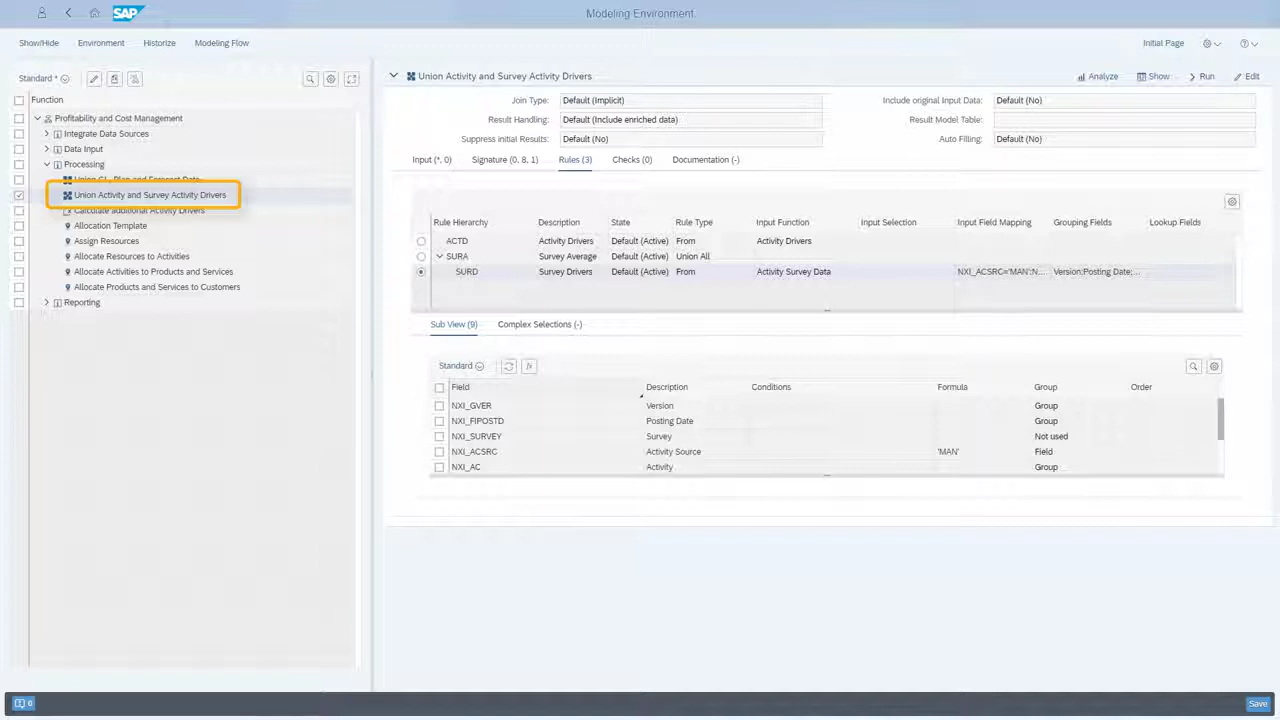 SAP
Modeling Environment
Show/Hide Environment Historize Modeling Flow
Initial Page
Standard *
Function
Profitability and Cost Management
Integrate Data Sources
Data Input
Processing
Union GL, Plan and Forecast Data
Union Activity and Survey Activity Drivers
Calculate additional Activity Drivers
Allocation Template
Assign Resources
Allocate Resources to Activities
Allocate Activities to Products and Services
Allocate Products and Services to Customers
Reporting
Union Activity and Survey Activity Drivers
Analyze Show: Run Edit
Join Type: Default (Implicit) Include original Input Data: Default (No)
Result Handling: Default (Include enriched data) Result Model Table:
Suppress initial Results: Default (No) Auto Filling: Default (No)
Input (*, 0) Signature (0, 8, 1) Rules (3) Checks (0) Documentation (-)
Rule Hierarchy Description State Rule Type Input Function Input Selection Input Field Mapping Grouping Fields Lookup Fields
ACTD Activity Drivers Default (Active) From Activity Drivers
SURA Survey Average Default (Active) Union All
SURD Survey Drivers Default (Active) From Activity Survey Data NXI_ACSRC='MAN':N... Version:Posting Date;...
Sub View (9) Complex Selections (-)
Standard
Field Description Conditions Formula Group Order
NXI_GVER Version Group
NXI_FIPOSTD Posting Date Group
NXI_SURVEY Survey Not used
NXI_ACSRC Activity Source 'MAN' Field
NXI_AC Activity Group
0
Save